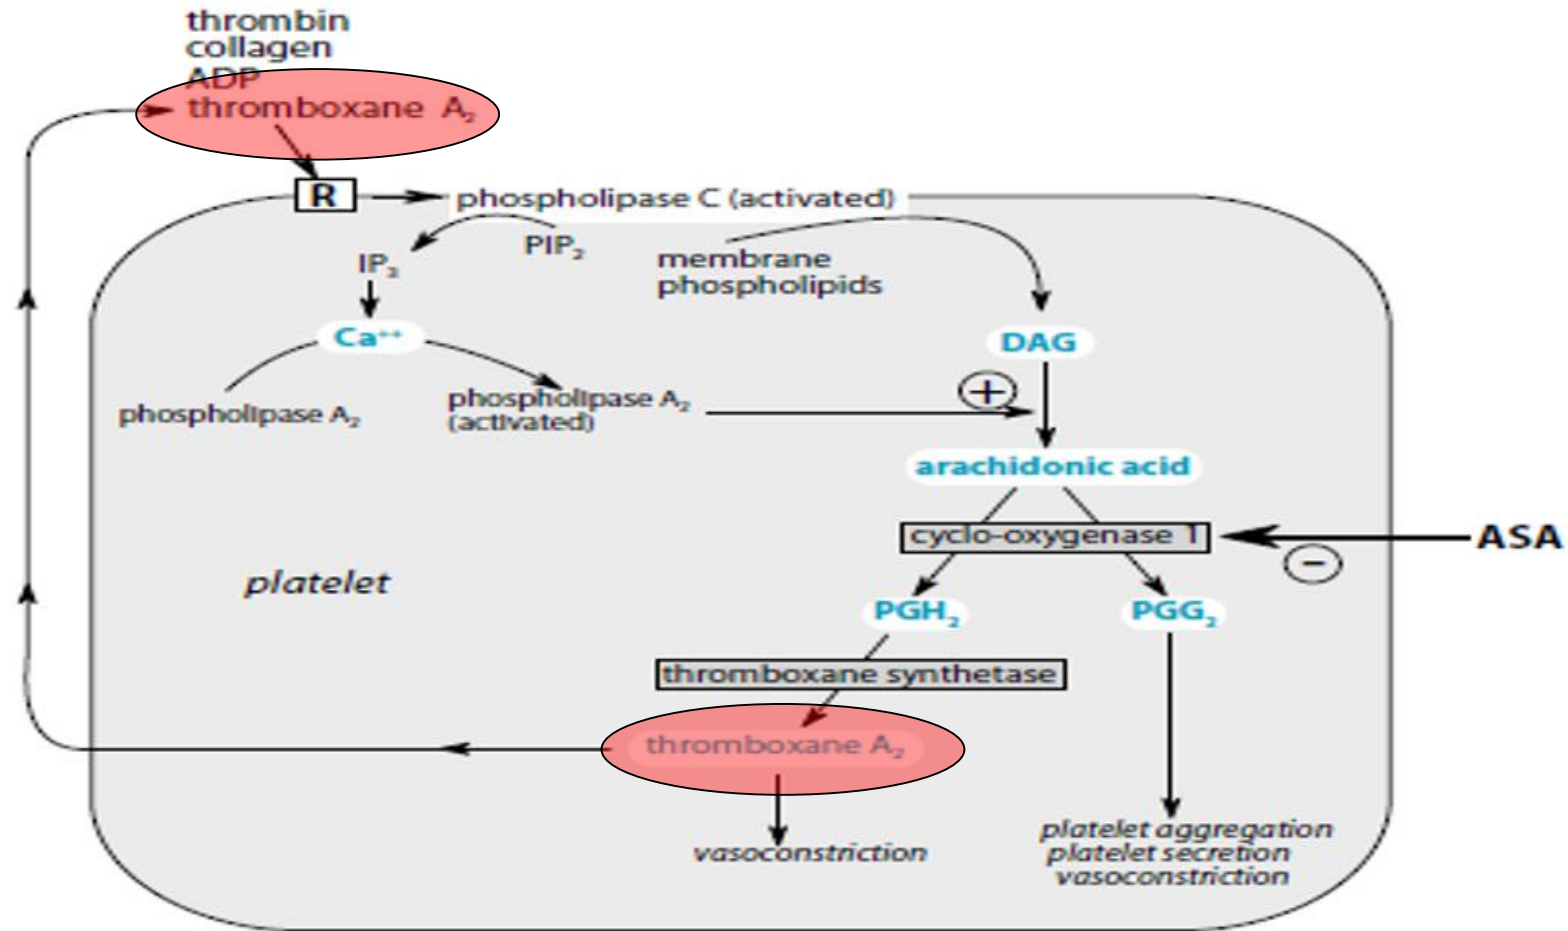 thrombin
collagen
ADP
thromboxane A₂
R
phospholipase C (activated)
PIP₂
IP₃
membrane
phospholipids
Ca⁺⁺
DAG
+
phospholipase A₂
phospholipase A₂
(activated)
arachidonic acid
cyclo-oxygenase 1
ASA
−
platelet
PGH₂
PGG₂
thromboxane synthetase
thromboxane A₂
vasoconstriction
platelet aggregation
platelet secretion
vasoconstriction